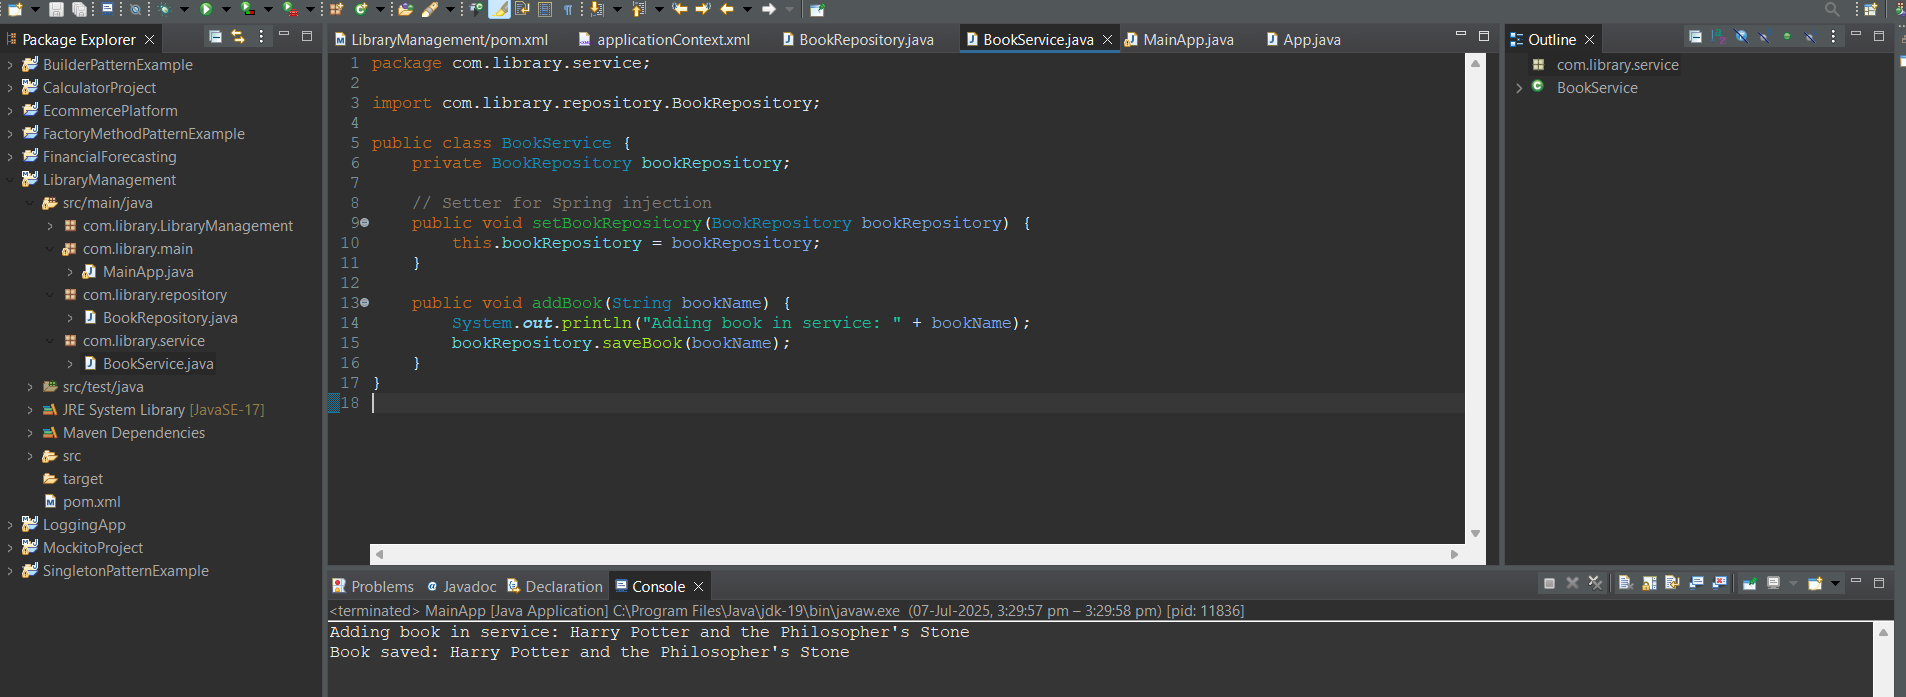 Package Explorer
BuilderPatternExample
CalculatorProject
EcommercePlatform
FactoryMethodPatternExample
FinancialForecasting
LibraryManagement
src/main/java
com.library.LibraryManagement
com.library.main
MainApp.java
com.library.repository
BookRepository.java
com.library.service
BookService.java
src/test/java
JRE System Library [JavaSE-17]
Maven Dependencies
src
target
pom.xml
LoggingApp
MockitoProject
SingletonPatternExample
LibraryManagement/pom.xml applicationContext.xml BookRepository.java BookService.java MainApp.java App.java
1 package com.library.service;
2
3 import com.library.repository.BookRepository;
4
5 public class BookService {
6 private BookRepository bookRepository;
7
8 // Setter for Spring injection
9 public void setBookRepository(BookRepository bookRepository) {
10 this.bookRepository = bookRepository;
11 }
12
13 public void addBook(String bookName) {
14 System.out.println("Adding book in service: " + bookName);
15 bookRepository.saveBook(bookName);
16 }
17 }
18
Outline
com.library.service
BookService
Problems Javadoc Declaration Console
<terminated> MainApp [Java Application] C:\Program Files\Java\jdk-19\bin\javaw.exe (07-Jul-2025, 3:29:57 pm – 3:29:58 pm) [pid: 11836]
Adding book in service: Harry Potter and the Philosopher's Stone
Book saved: Harry Potter and the Philosopher's Stone